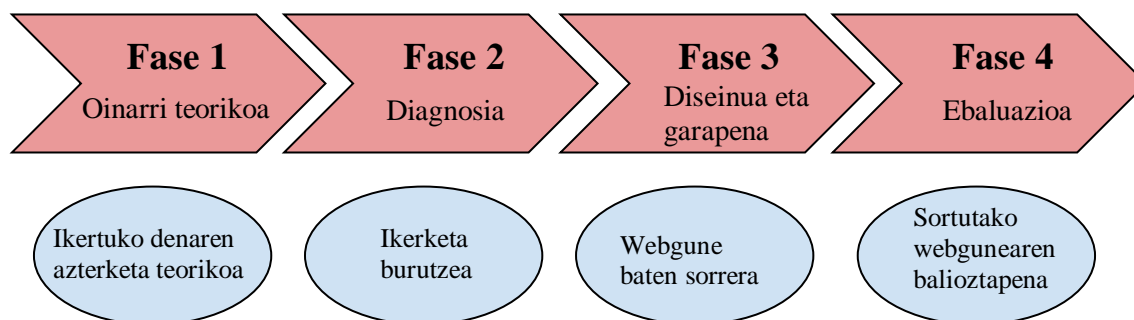 Fase 1
Oinarri teorikoa
Fase 2
Diagnosia
Fase 3
Diseinua eta
garapena
Fase 4
Ebaluazioa
Ikertuko denaren
azterketa teorikoa
Ikerketa
burutzea
Webgune
baten sorrera
Sortutako
webgunearen
balioztapena